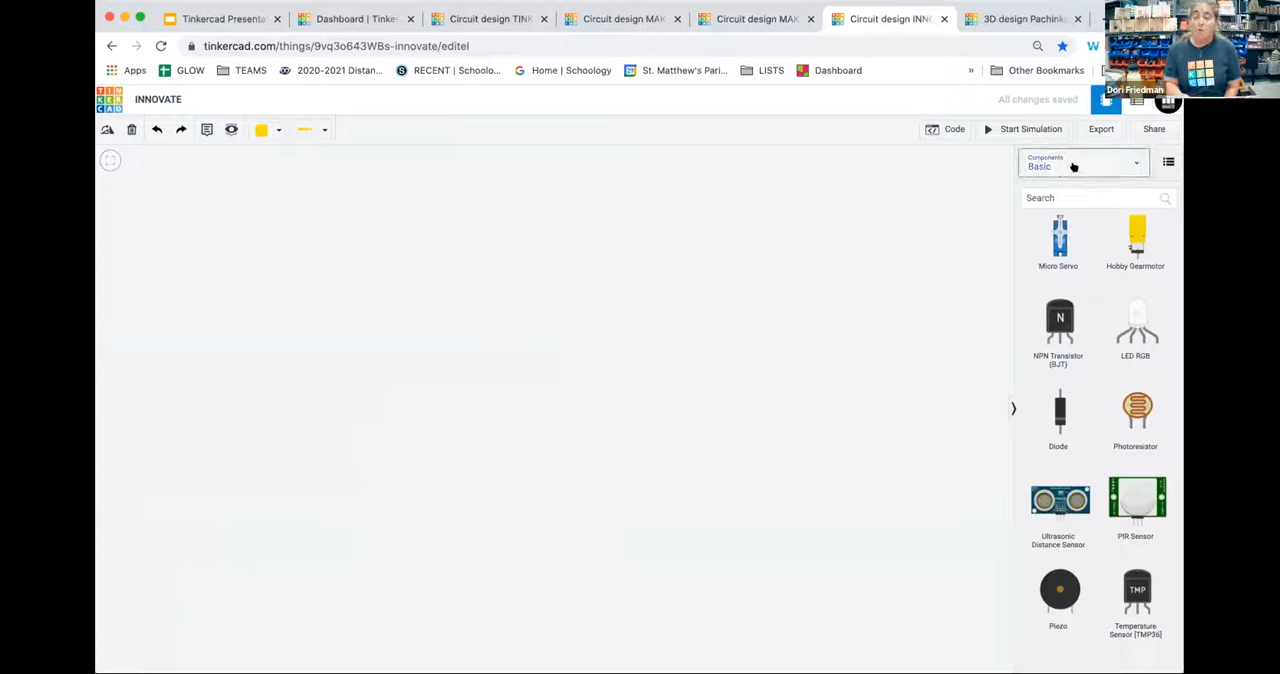 Tinkercad Presenta
Dashboard | Tinker
Circuit design TINK
Circuit design MAK
Circuit design MAK
Circuit design INNO
3D design Pachink
tinkercad.com/things/9vq3o643WBs-innovate/editel
W
Apps
GLOW
TEAMS
2020-2021 Distan...
RECENT | Schoolo...
Home | Schoology
St. Matthew's Pari...
LISTS
Dashboard
»
Other Bookmarks
Dori Friedman
TIN
KER
CAD
INNOVATE
All changes saved
Code
Start Simulation
Export
Share
Components
Basic
Search
Micro Servo
Hobby Gearmotor
N
NPN Transistor
(BJT)
LED RGB
Diode
Photoresistor
Ultrasonic
Distance Sensor
PIR Sensor
TMP
Piezo
Temperature
Sensor [TMP36]